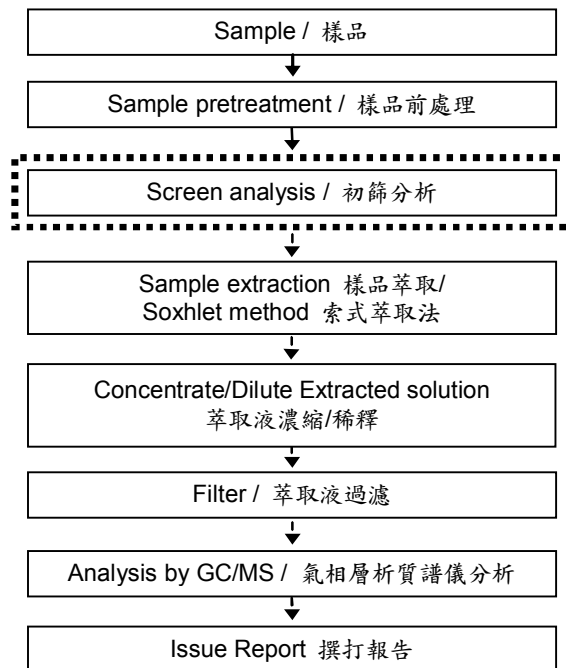 Sample / 樣品
Sample pretreatment / 樣品前處理
Screen analysis / 初篩分析
Sample extraction 樣品萃取/
Soxhlet method 索式萃取法
Concentrate/Dilute Extracted solution
萃取液濃縮/稀釋
Filter / 萃取液過濾
Analysis by GC/MS / 氣相層析質譜儀分析
Issue Report 撰打報告